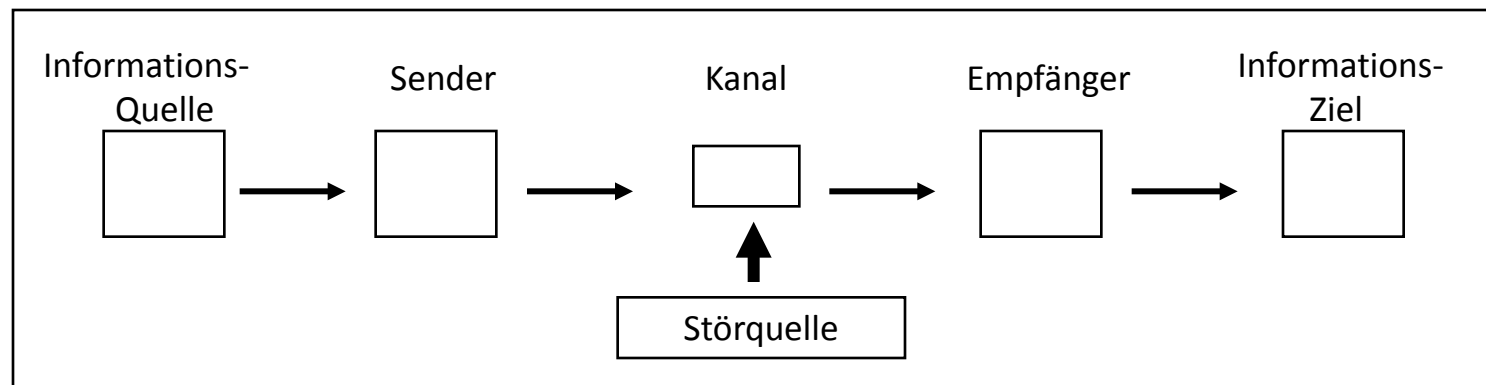 Informations-
Quelle
Sender
Kanal
Empfänger
Informations-
Ziel
Störquelle